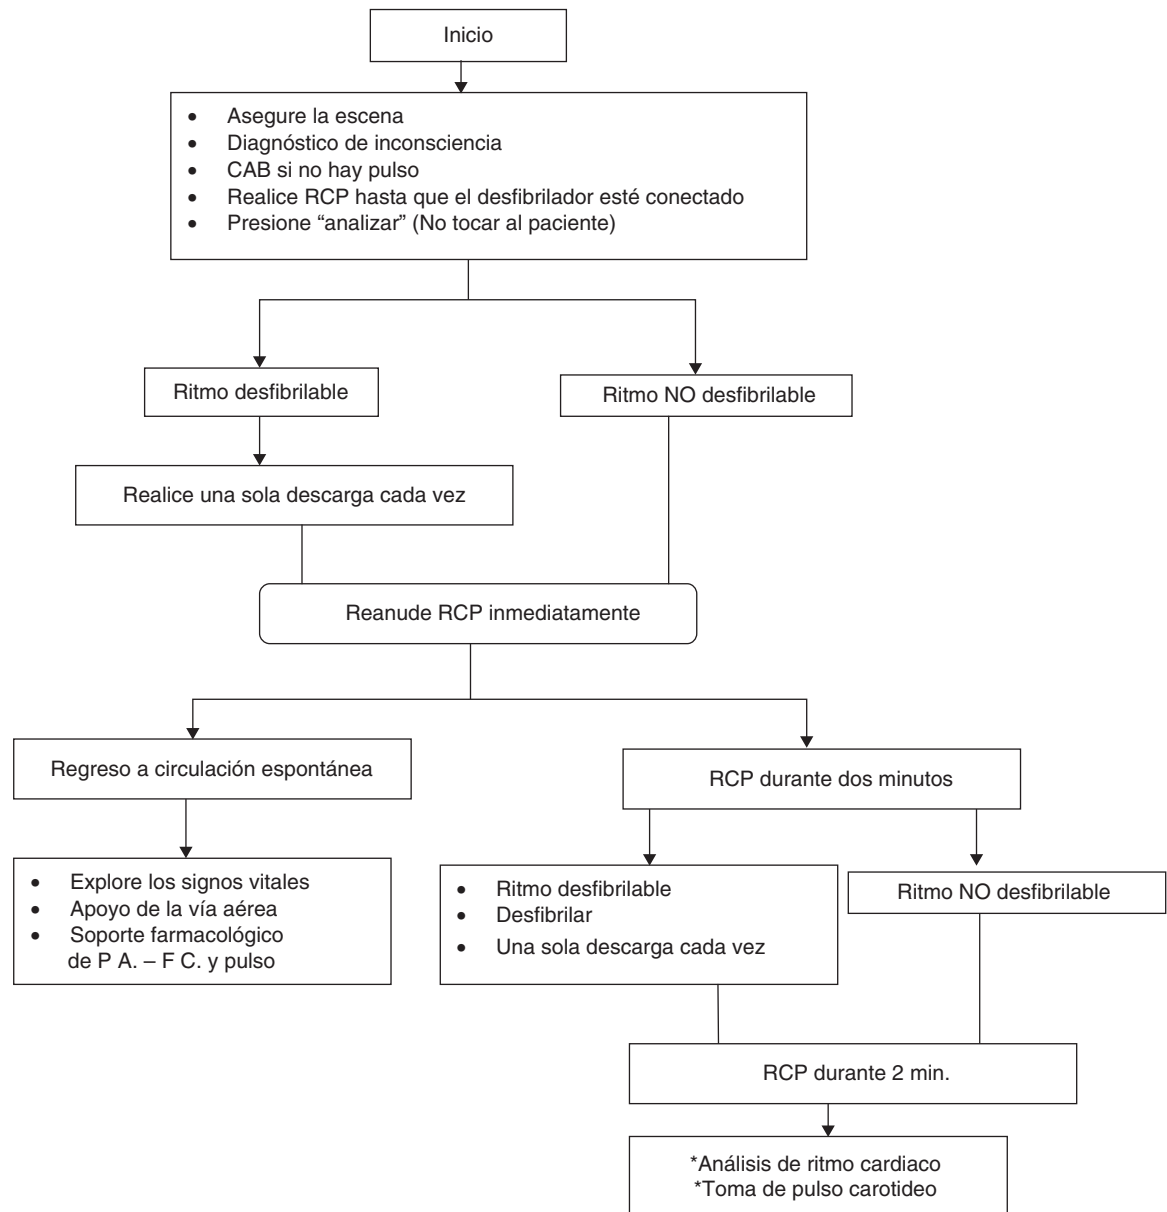 Inicio
• Asegure la escena
• Diagnóstico de inconsciencia
• CAB si no hay pulso
• Realice RCP hasta que el desfibrilador esté conectado
• Presione “analizar” (No tocar al paciente)
Ritmo desfibrilable
Ritmo NO desfibrilable
Realice una sola descarga cada vez
Reanude RCP inmediatamente
Regreso a circulación espontánea
RCP durante dos minutos
• Explore los signos vitales
• Apoyo de la vía aérea
• Soporte farmacológico
de P A. – F C. y pulso
• Ritmo desfibrilable
• Desfibrilar
• Una sola descarga cada vez
Ritmo NO desfibrilable
RCP durante 2 min.
*Análisis de ritmo cardiaco
*Toma de pulso carotideo